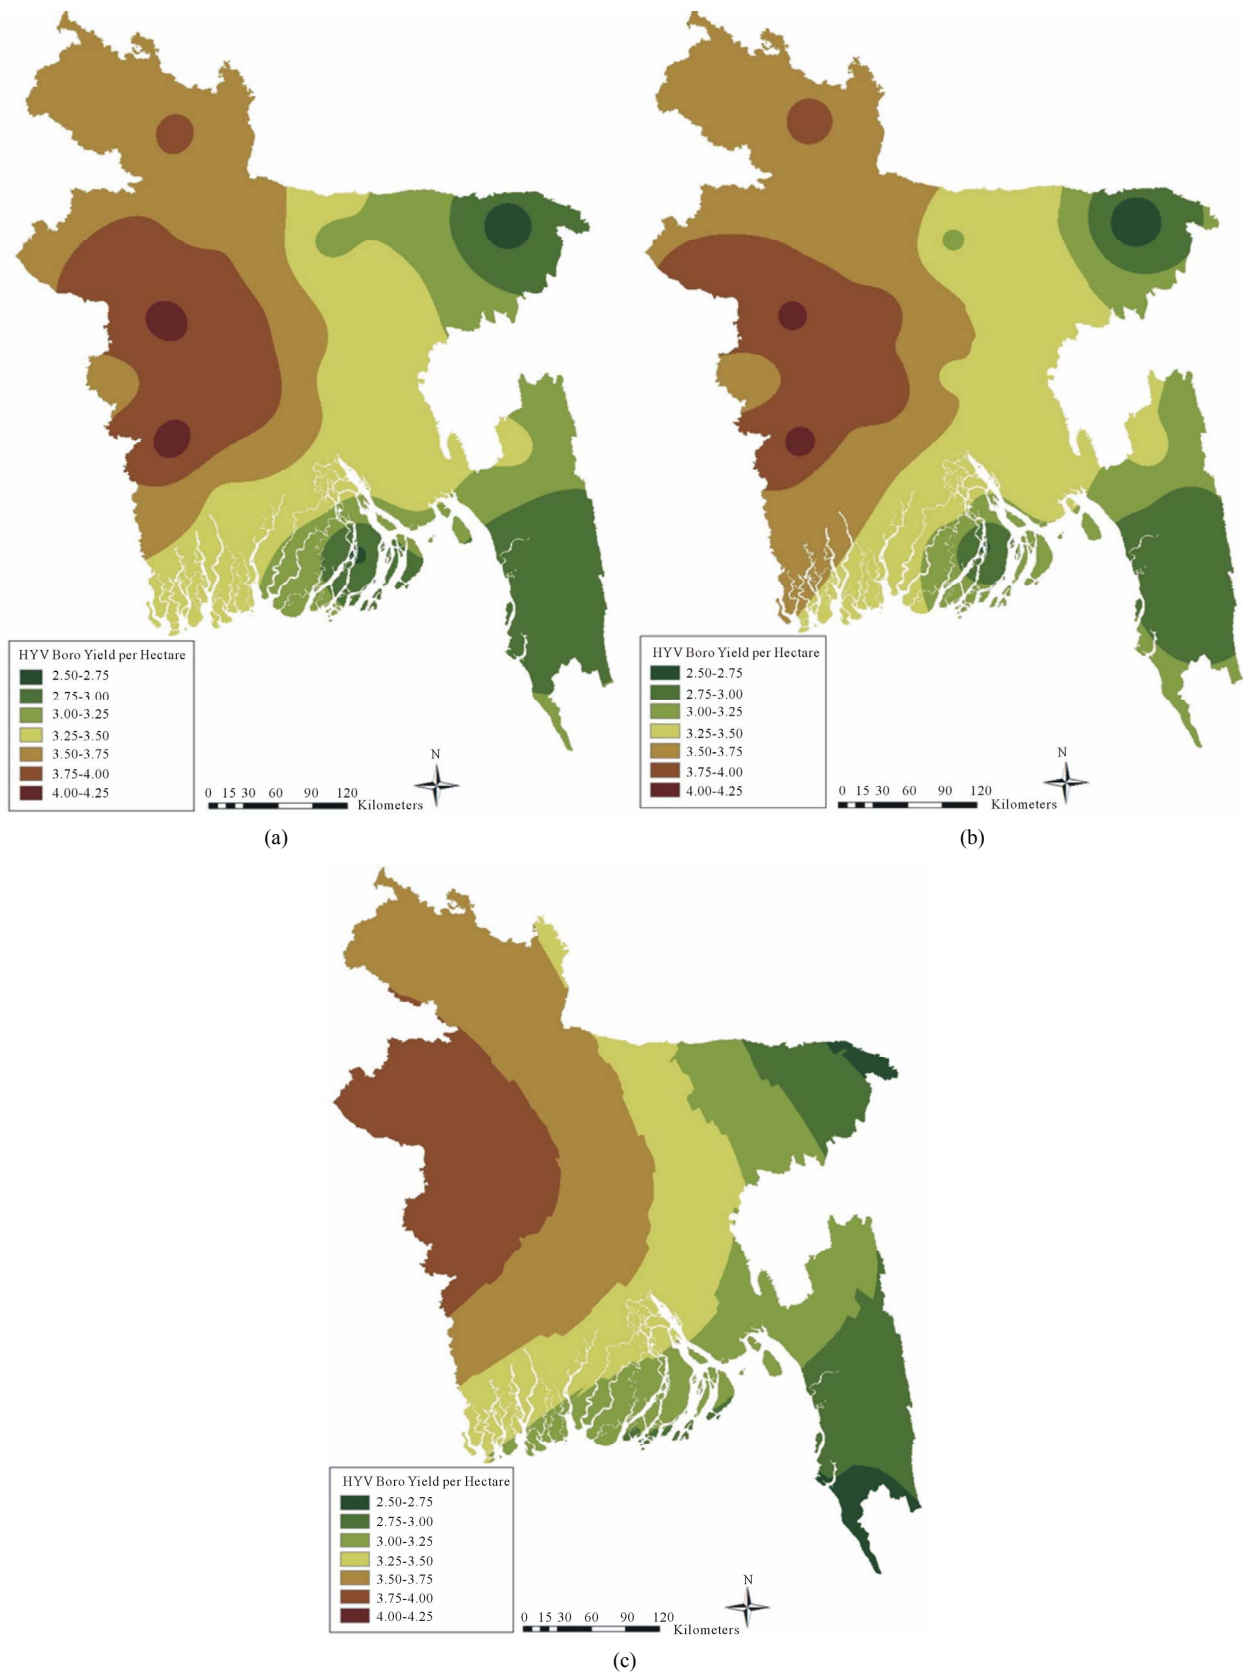 HYV Boro Yield per Hectare
2.50-2.75
2.75-3.00
3.00-3.25
3.25-3.50
3.50-3.75
3.75-4.00
4.00-4.25
N
0 15 30 60 90 120
Kilometers
(a)
HYV Boro Yield per Hectare
2.50-2.75
2.75-3.00
3.00-3.25
3.25-3.50
3.50-3.75
3.75-4.00
4.00-4.25
N
0 15 30 60 90 120
Kilometers
(b)
HYV Boro Yield per Hectare
2.50-2.75
2.75-3.00
3.00-3.25
3.25-3.50
3.50-3.75
3.75-4.00
4.00-4.25
N
0 15 30 60 90 120
Kilometers
(c)